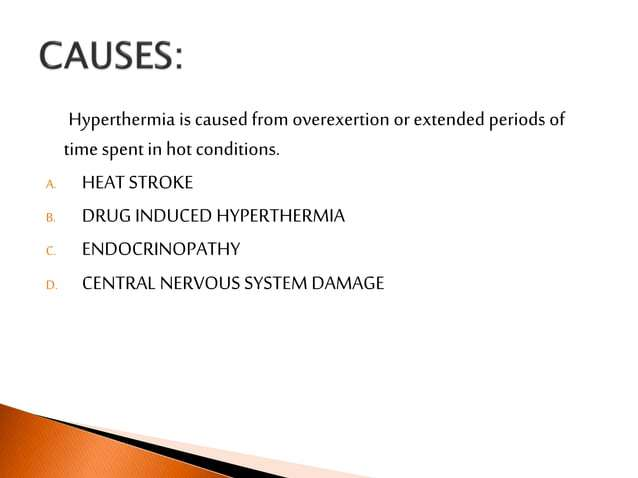 CAUSES:
Hyperthermia is caused from overexertion or extended periods of
time spent in hot conditions.
A. HEAT STROKE
B. DRUG INDUCED HYPERTHERMIA
C. ENDOCRINOPATHY
D. CENTRAL NERVOUS SYSTEM DAMAGE